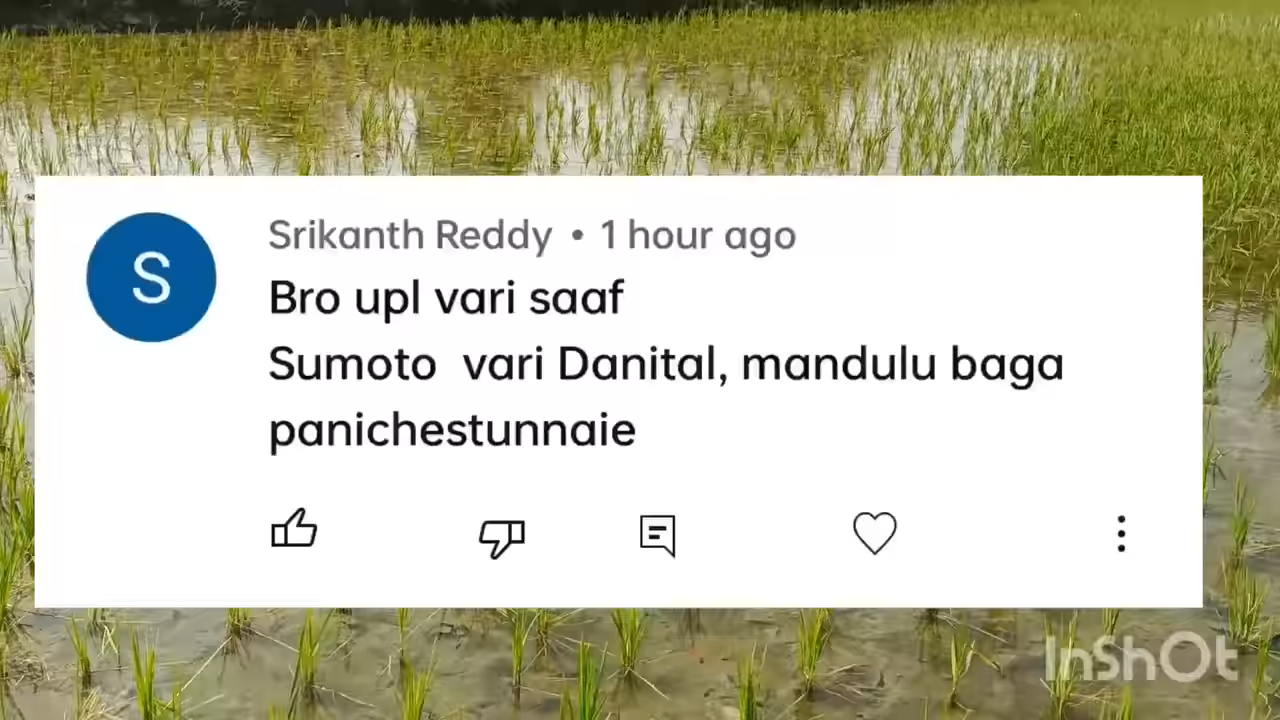 S
Srikanth Reddy • 1 hour ago
Bro upl vari saaf
Sumoto vari Danital, mandulu baga
panichestunnaie
InShOt